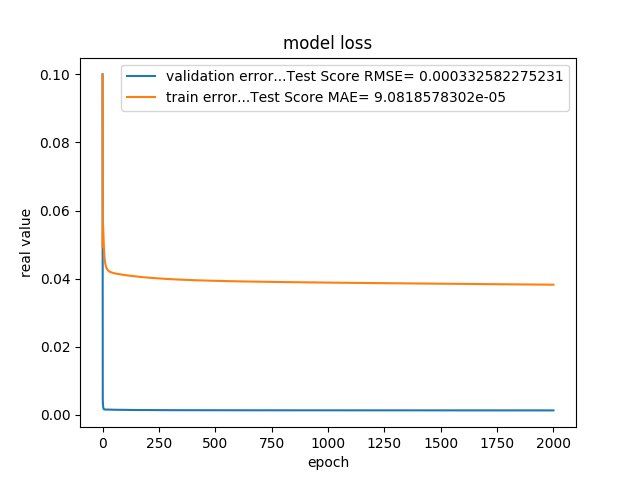 model loss
validation error...Test Score RMSE= 0.000332582275231
train error...Test Score MAE= 9.0818578302e-05
real value
0.10
0.08
0.06
0.04
0.02
0.00
0 250 500 750 1000 1250 1500 1750 2000
epoch